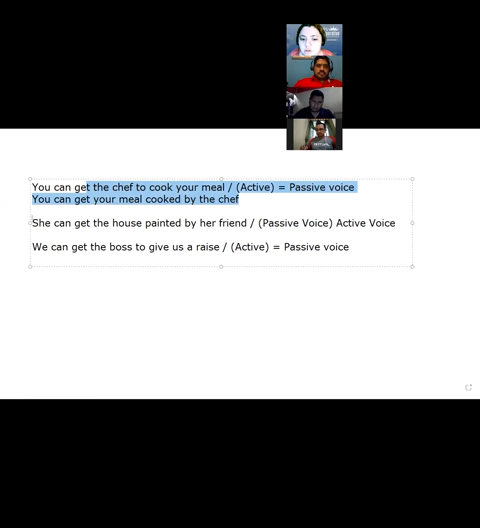 You can get the chef to cook your meal / (Active) = Passive voice
You can get your meal cooked by the chef
She can get the house painted by her friend / (Passive Voice) Active Voice
We can get the boss to give us a raise / (Active) = Passive voice